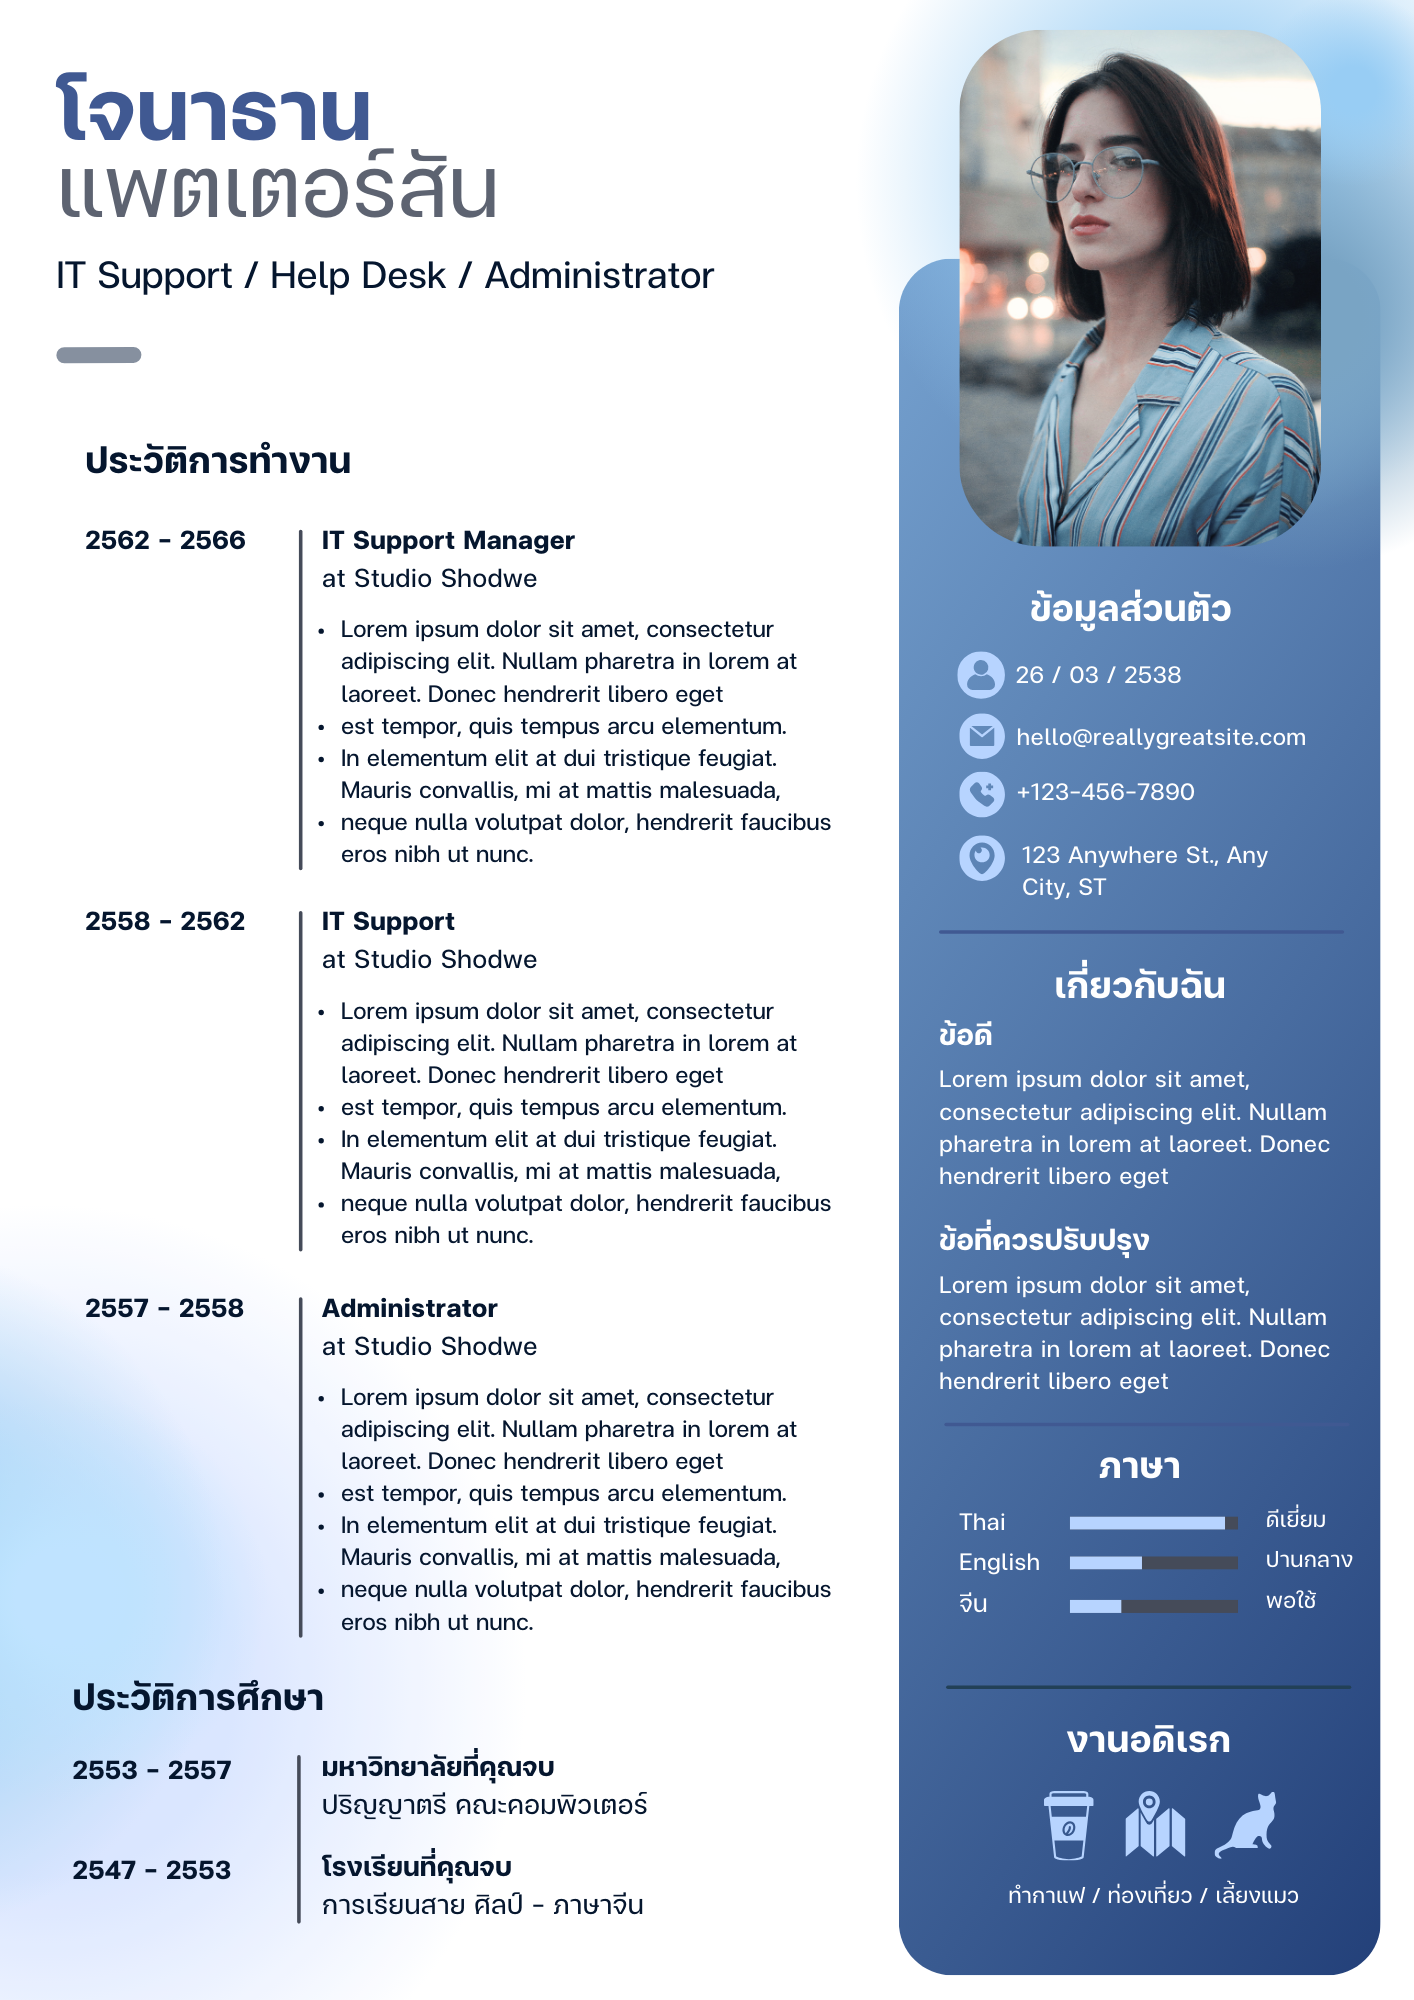 โจนาธาน
แพตเตอร์สัน
IT Support / Help Desk / Administrator
ประวัติการทำงาน
2562 - 2566
IT Support Manager
at Studio Shodwe
• Lorem ipsum dolor sit amet, consectetur
adipiscing elit. Nullam pharetra in lorem at
laoreet. Donec hendrerit libero eget
• est tempor, quis tempus arcu elementum.
• In elementum elit at dui tristique feugiat.
Mauris convallis, mi at mattis malesuada,
• neque nulla volutpat dolor, hendrerit faucibus
eros nibh ut nunc.
2558 - 2562
IT Support
at Studio Shodwe
• Lorem ipsum dolor sit amet, consectetur
adipiscing elit. Nullam pharetra in lorem at
laoreet. Donec hendrerit libero eget
• est tempor, quis tempus arcu elementum.
• In elementum elit at dui tristique feugiat.
Mauris convallis, mi at mattis malesuada,
• neque nulla volutpat dolor, hendrerit faucibus
eros nibh ut nunc.
2557 - 2558
Administrator
at Studio Shodwe
• Lorem ipsum dolor sit amet, consectetur
adipiscing elit. Nullam pharetra in lorem at
laoreet. Donec hendrerit libero eget
• est tempor, quis tempus arcu elementum.
• In elementum elit at dui tristique feugiat.
Mauris convallis, mi at mattis malesuada,
• neque nulla volutpat dolor, hendrerit faucibus
eros nibh ut nunc.
ประวัติการศึกษา
2553 - 2557
มหาวิทยาลัยที่คุณจบ
ปริญญาตรี คณะคอมพิวเตอร์
2547 - 2553
โรงเรียนที่คุณจบ
การเรียนสาย ศิลป์ - ภาษาจีน
ข้อมูลส่วนตัว
26 / 03 / 2538
hello@reallygreatsite.com
+123-456-7890
123 Anywhere St., Any
City, ST
เกี่ยวกับฉัน
ข้อดี
Lorem ipsum dolor sit amet,
consectetur adipiscing elit. Nullam
pharetra in lorem at laoreet. Donec
hendrerit libero eget
ข้อที่ควรปรับปรุง
Lorem ipsum dolor sit amet,
consectetur adipiscing elit. Nullam
pharetra in lorem at laoreet. Donec
hendrerit libero eget
ภาษา
Thai ดีเยี่ยม
English ปานกลาง
จีน พอใช้
งานอดิเรก
ทำกาแฟ / ท่องเที่ยว / เลี้ยงแมว